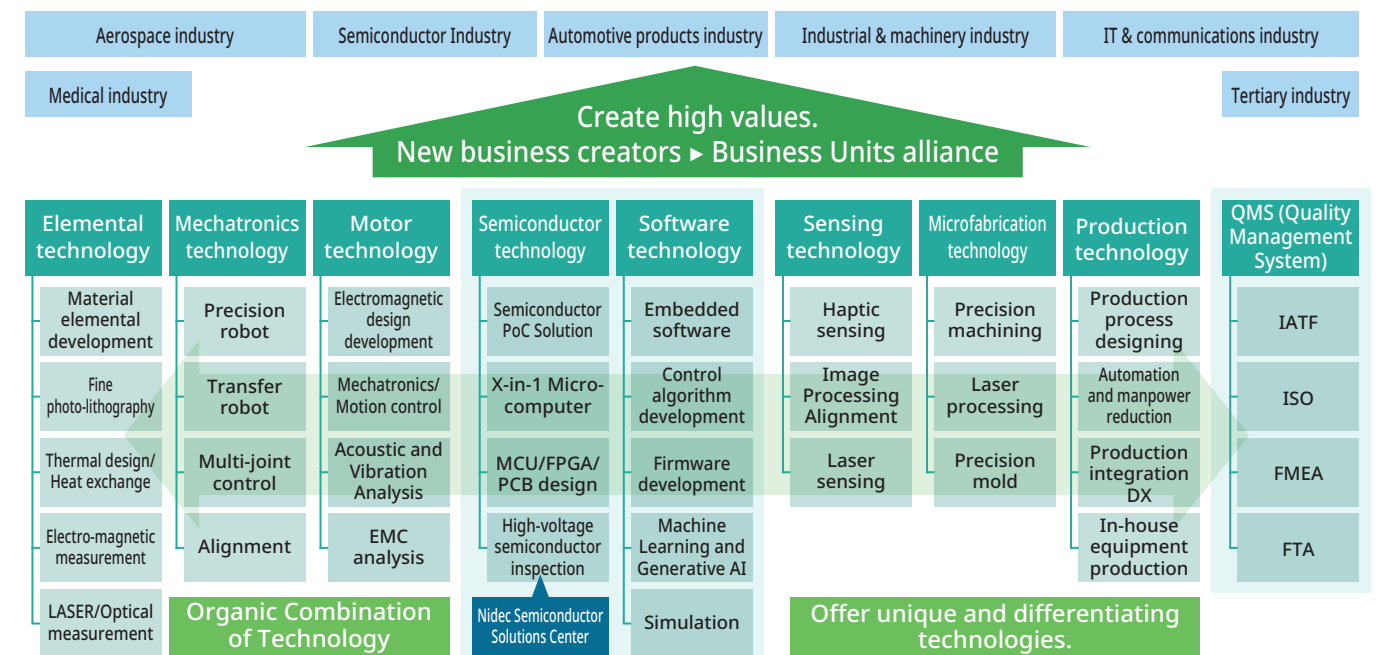 Aerospace industry
Semiconductor Industry
Automotive products industry
Industrial & machinery industry
IT & communications industry
Medical industry
Tertiary industry
Create high values.
New business creators ▸ Business Units alliance
Elemental
technology
Material
elemental
development
Fine
photo-lithography
Thermal design/
Heat exchange
Electro-magnetic
measurement
LASER/Optical
measurement
Mechatronics
technology
Precision
robot
Transfer
robot
Multi-joint
control
Alignment
Motor
technology
Electromagnetic
design
development
Mechatronics/
Motion control
Acoustic and
Vibration
Analysis
EMC
analysis
Organic Combination
of Technology
Semiconductor
technology
Semiconductor
PoC Solution
X-in-1 Micro-
computer
MCU/FPGA/
PCB design
High-voltage
semiconductor
inspection
Nidec Semiconductor
Solutions Center
Software
technology
Embedded
software
Control
algorithm
development
Firmware
development
Machine
Learning and
Generative AI
Simulation
Sensing
technology
Haptic
sensing
Image
Processing
Alignment
Laser
sensing
Microfabrication
technology
Precision
machining
Laser
processing
Precision
mold
Production
technology
Production
process
designing
Automation
and manpower
reduction
Production
integration
DX
In-house
equipment
production
Offer unique and differentiating
technologies.
QMS (Quality
Management
System)
IATF
ISO
FMEA
FTA